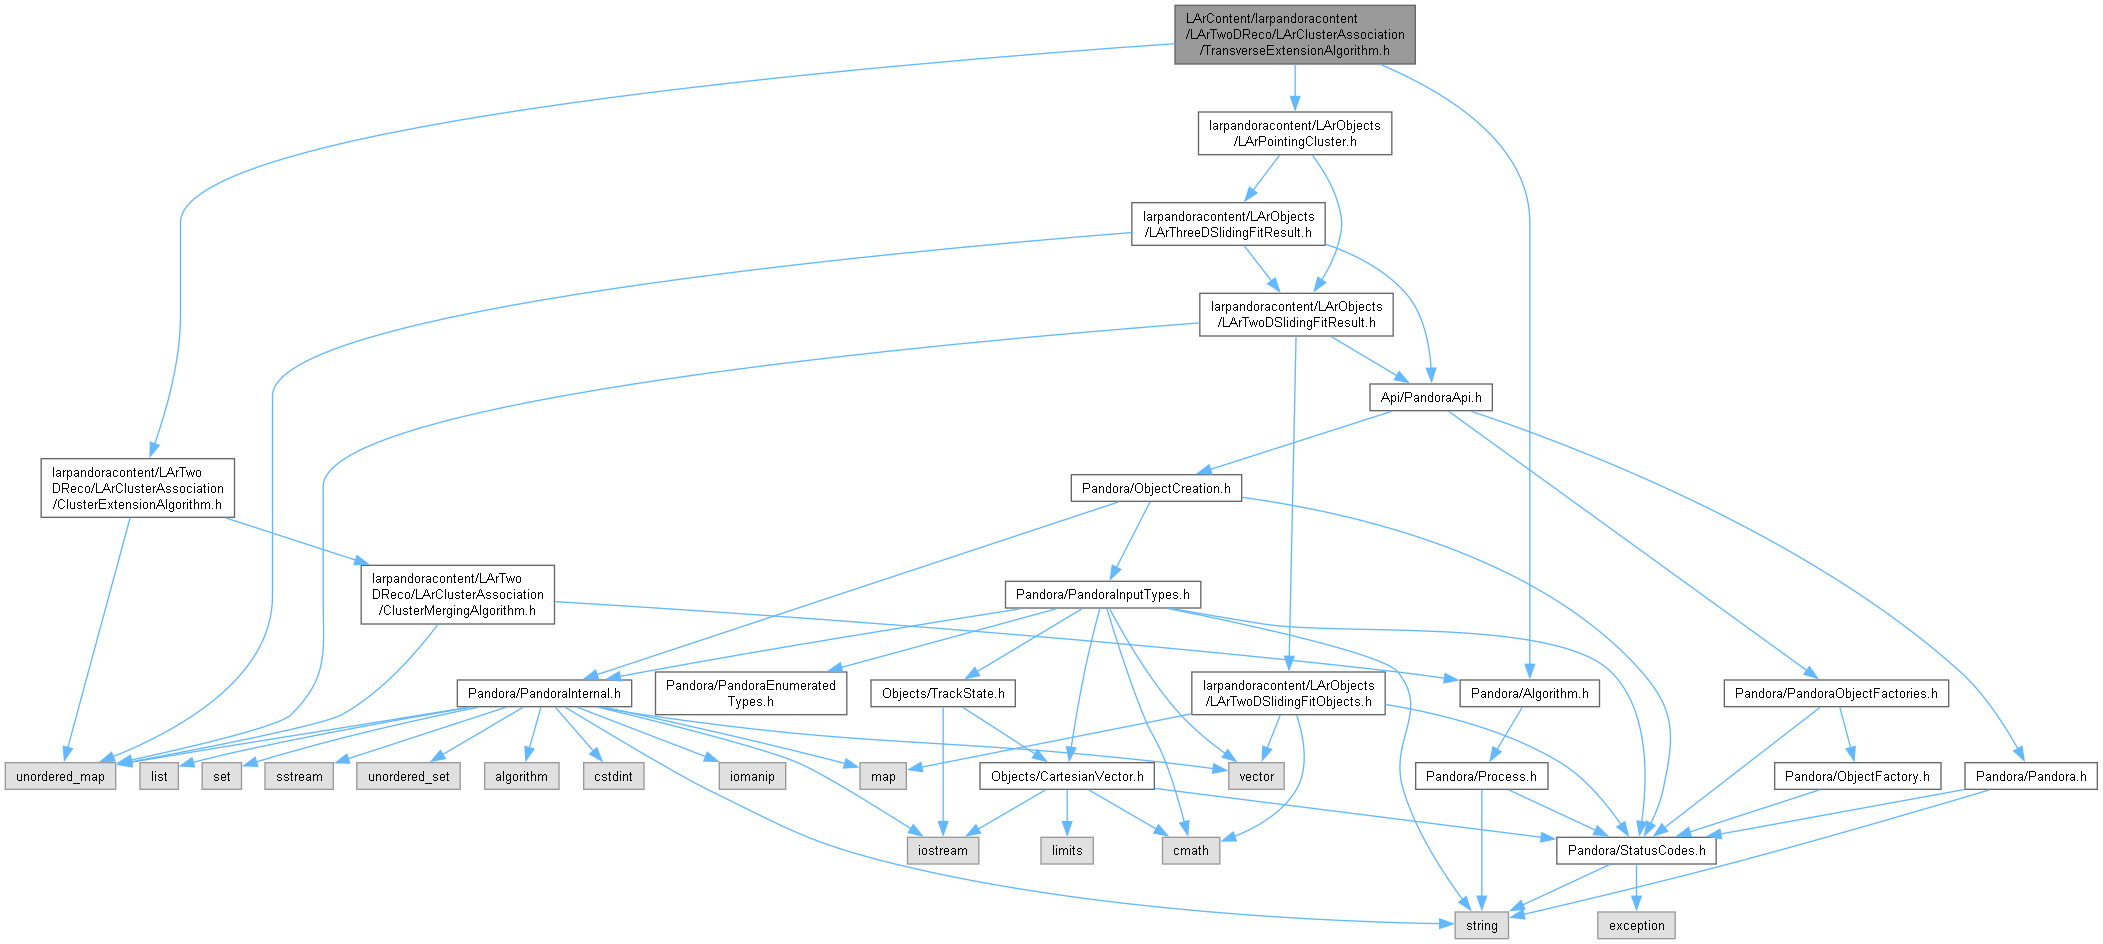 LArContent/larpandoracontent
/LArTwoDReco/LArClusterAssociation
/TransverseExtensionAlgorithm.h
larpandoracontent/LArObjects
/LArPointingCluster.h
larpandoracontent/LArObjects
/LArThreeDSlidingFitResult.h
larpandoracontent/LArObjects
/LArTwoDSlidingFitResult.h
Api/PandoraApi.h
larpandoracontent/LArTwo
DReco/LArClusterAssociation
/ClusterExtensionAlgorithm.h
Pandora/ObjectCreation.h
larpandoracontent/LArTwo
DReco/LArClusterAssociation
/ClusterMergingAlgorithm.h
Pandora/PandoraInputTypes.h
Pandora/PandoraInternal.h
Pandora/PandoraEnumerated
Types.h
Objects/TrackState.h
larpandoracontent/LArObjects
/LArTwoDSlidingFitObjects.h
Pandora/Algorithm.h
Pandora/PandoraObjectFactories.h
unordered_map
list
set
sstream
unordered_set
algorithm
cstdint
iomanip
map
Objects/CartesianVector.h
vector
Pandora/Process.h
Pandora/ObjectFactory.h
Pandora/Pandora.h
iostream
limits
cmath
Pandora/StatusCodes.h
string
exception